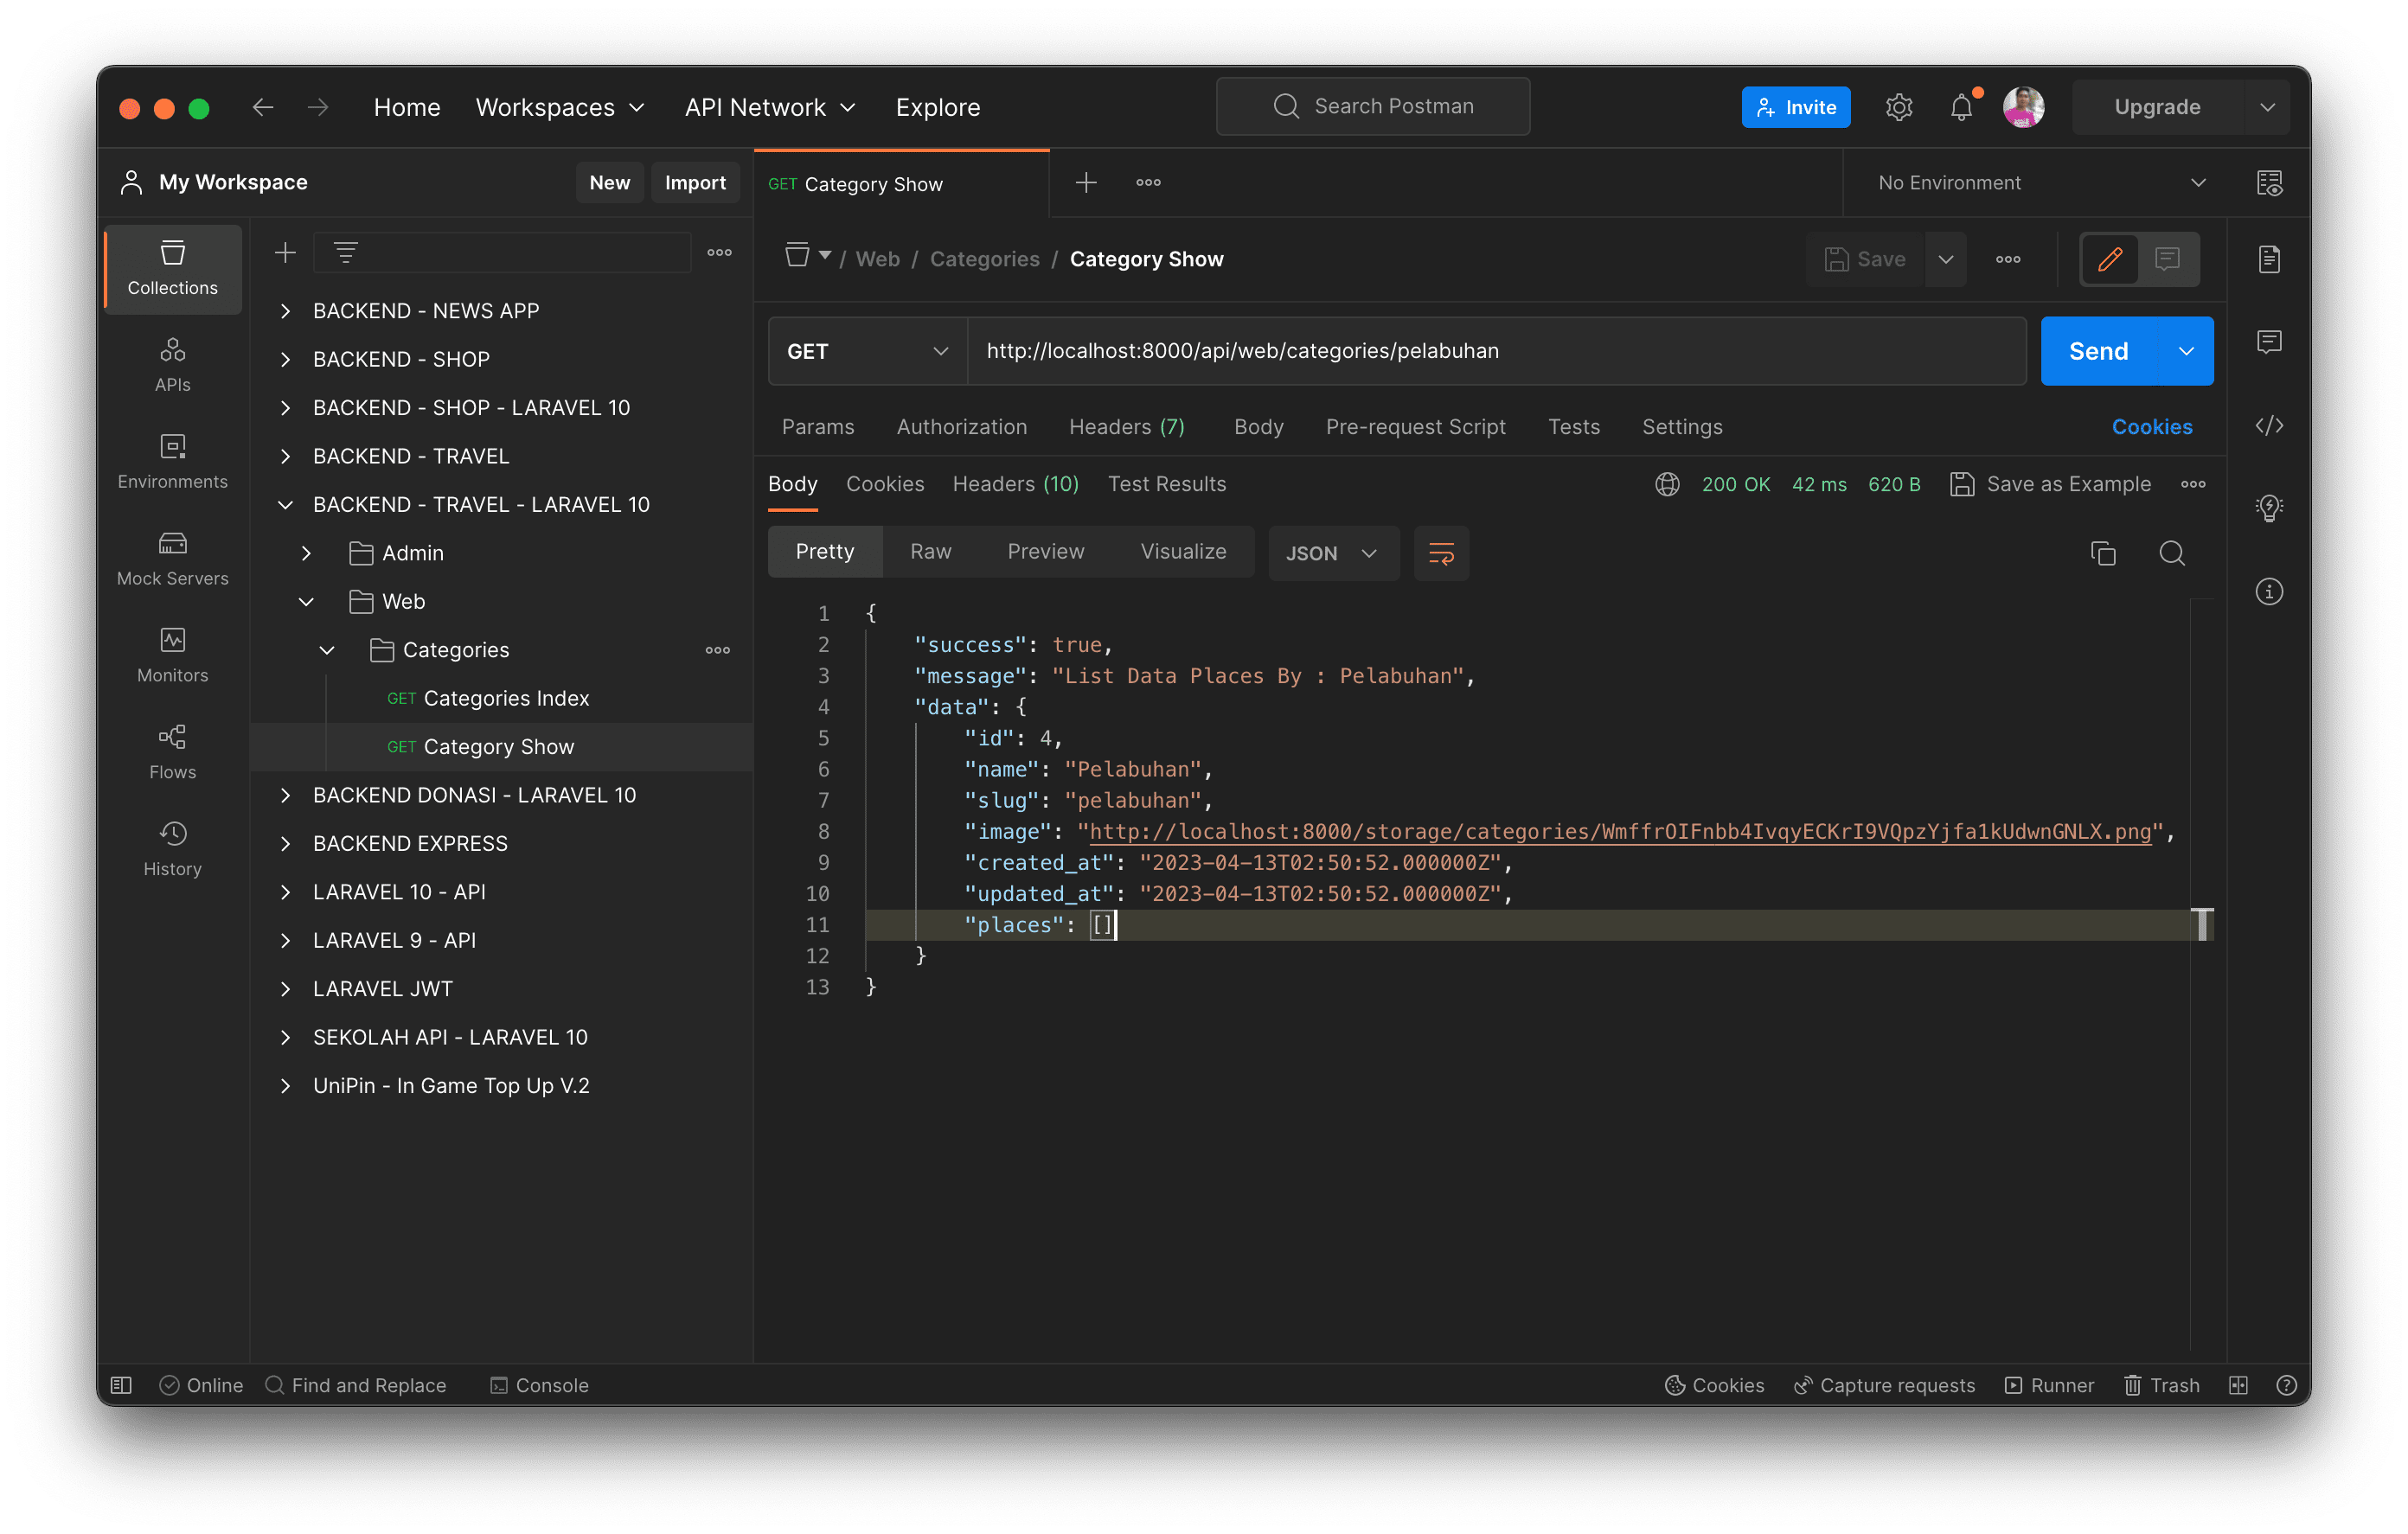 Home Workspaces API Network Explore Search Postman Invite Upgrade
My Workspace New Import GET Category Show No Environment
Collections
APIs
Environments
Mock Servers
Monitors
Flows
History
BACKEND - NEWS APP
BACKEND - SHOP
BACKEND - SHOP - LARAVEL 10
BACKEND - TRAVEL
BACKEND - TRAVEL - LARAVEL 10
Admin
Web
Categories
GET Categories Index
GET Category Show
BACKEND DONASI - LARAVEL 10
BACKEND EXPRESS
LARAVEL 10 - API
LARAVEL 9 - API
LARAVEL JWT
SEKOLAH API - LARAVEL 10
UniPin - In Game Top Up V.2
/ Web / Categories / Category Show Save
GET http://localhost:8000/api/web/categories/pelabuhan Send
Params Authorization Headers (7) Body Pre-request Script Tests Settings Cookies
Body Cookies Headers (10) Test Results 200 OK 42 ms 620 B Save as Example
Pretty Raw Preview Visualize JSON
1 {
2 "success": true,
3 "message": "List Data Places By : Pelabuhan",
4 "data": {
5 "id": 4,
6 "name": "Pelabuhan",
7 "slug": "pelabuhan",
8 "image": "http://localhost:8000/storage/categories/WmffrOIFnbb4IvqyECKrI9VQpzYjfa1kUdwnGNLX.png",
9 "created_at": "2023-04-13T02:50:52.000000Z",
10 "updated_at": "2023-04-13T02:50:52.000000Z",
11 "places": []
12 }
13 }
Online Find and Replace Console Cookies Capture requests Runner Trash